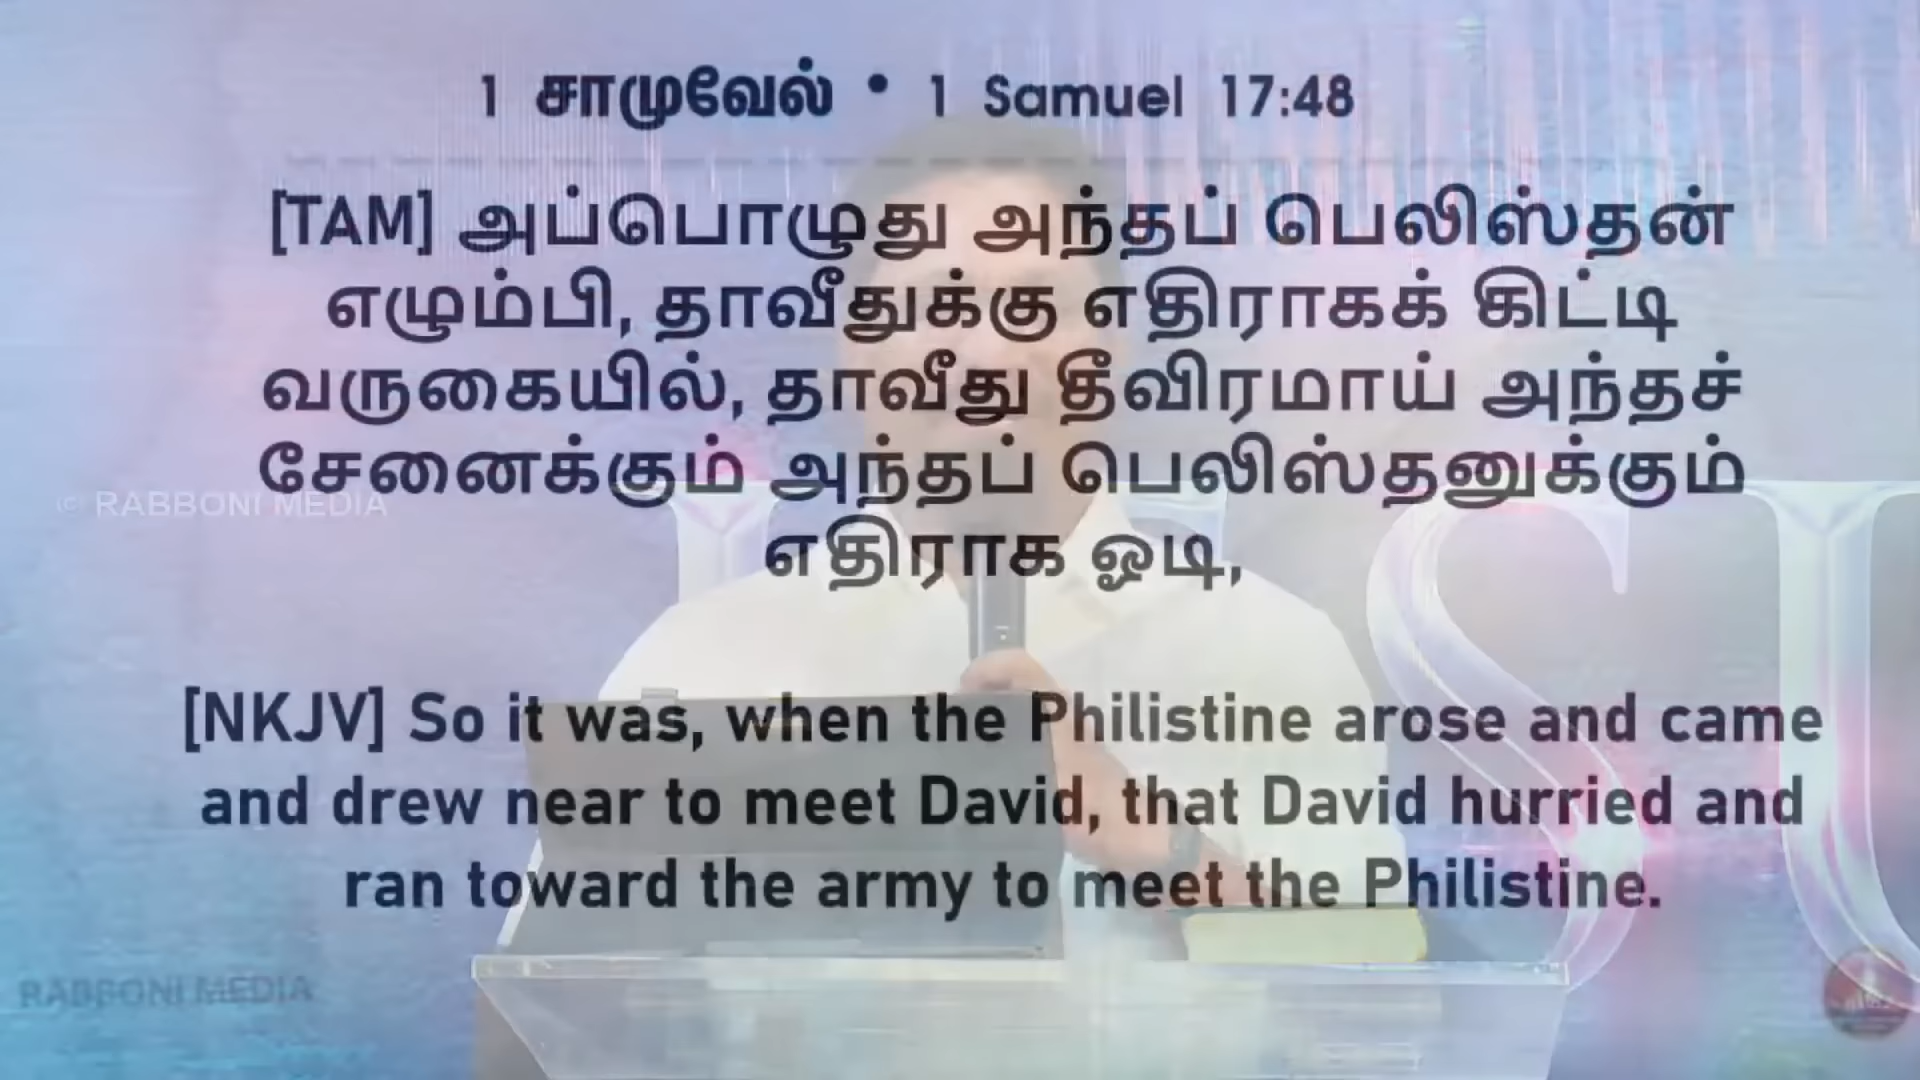 1 சாமுவேல் • 1 Samuel 17:48
[TAM] அப்பொழுது அந்தப் பெலிஸ்தன்
எழும்பி, தாவீதுக்கு எதிராகக் கிட்டி
வருகையில், தாவீது தீவிரமாய் அந்தச்
சேனைக்கும் அந்தப் பெலிஸ்தனுக்கும்
எதிராக ஓடி,
© RABBONI MEDIA
[NKJV] So it was, when the Philistine arose and came
and drew near to meet David, that David hurried and
ran toward the army to meet the Philistine.
RABBONI MEDIA